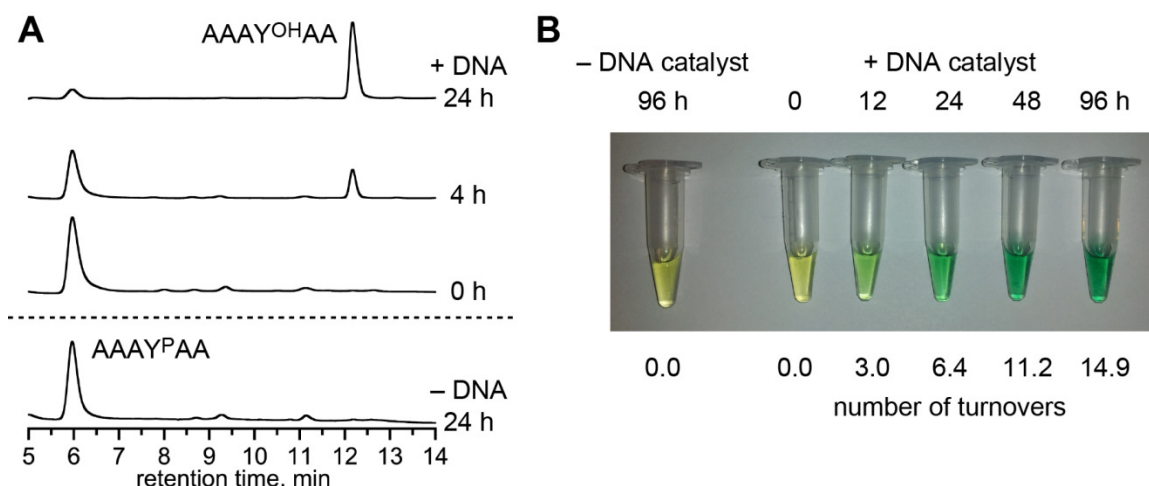 A
AAAY^OH AA
+ DNA
24 h
4 h
0 h
AAAY^P AA
– DNA
24 h
5 6 7 8 9 10 11 12 13 14
retention time, min
B
– DNA catalyst + DNA catalyst
96 h 0 12 24 48 96 h
0.0 0.0 3.0 6.4 11.2 14.9
number of turnovers